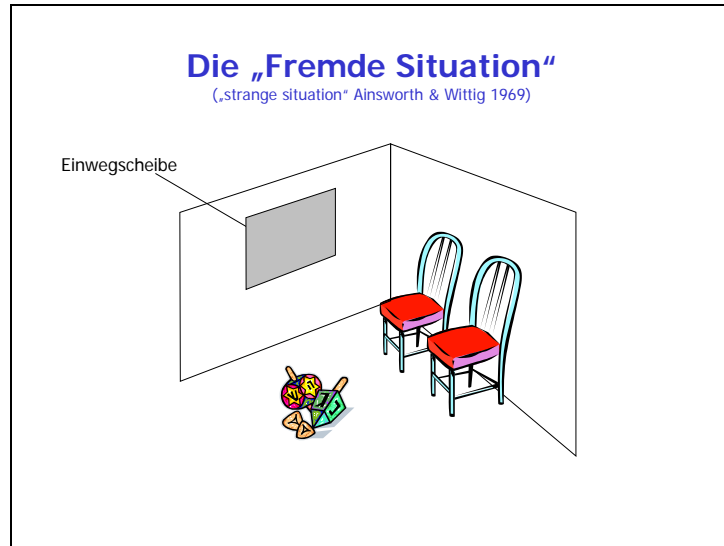 Die „Fremde Situation“
(„strange situation“ Ainsworth & Wittig 1969)
Einwegscheibe